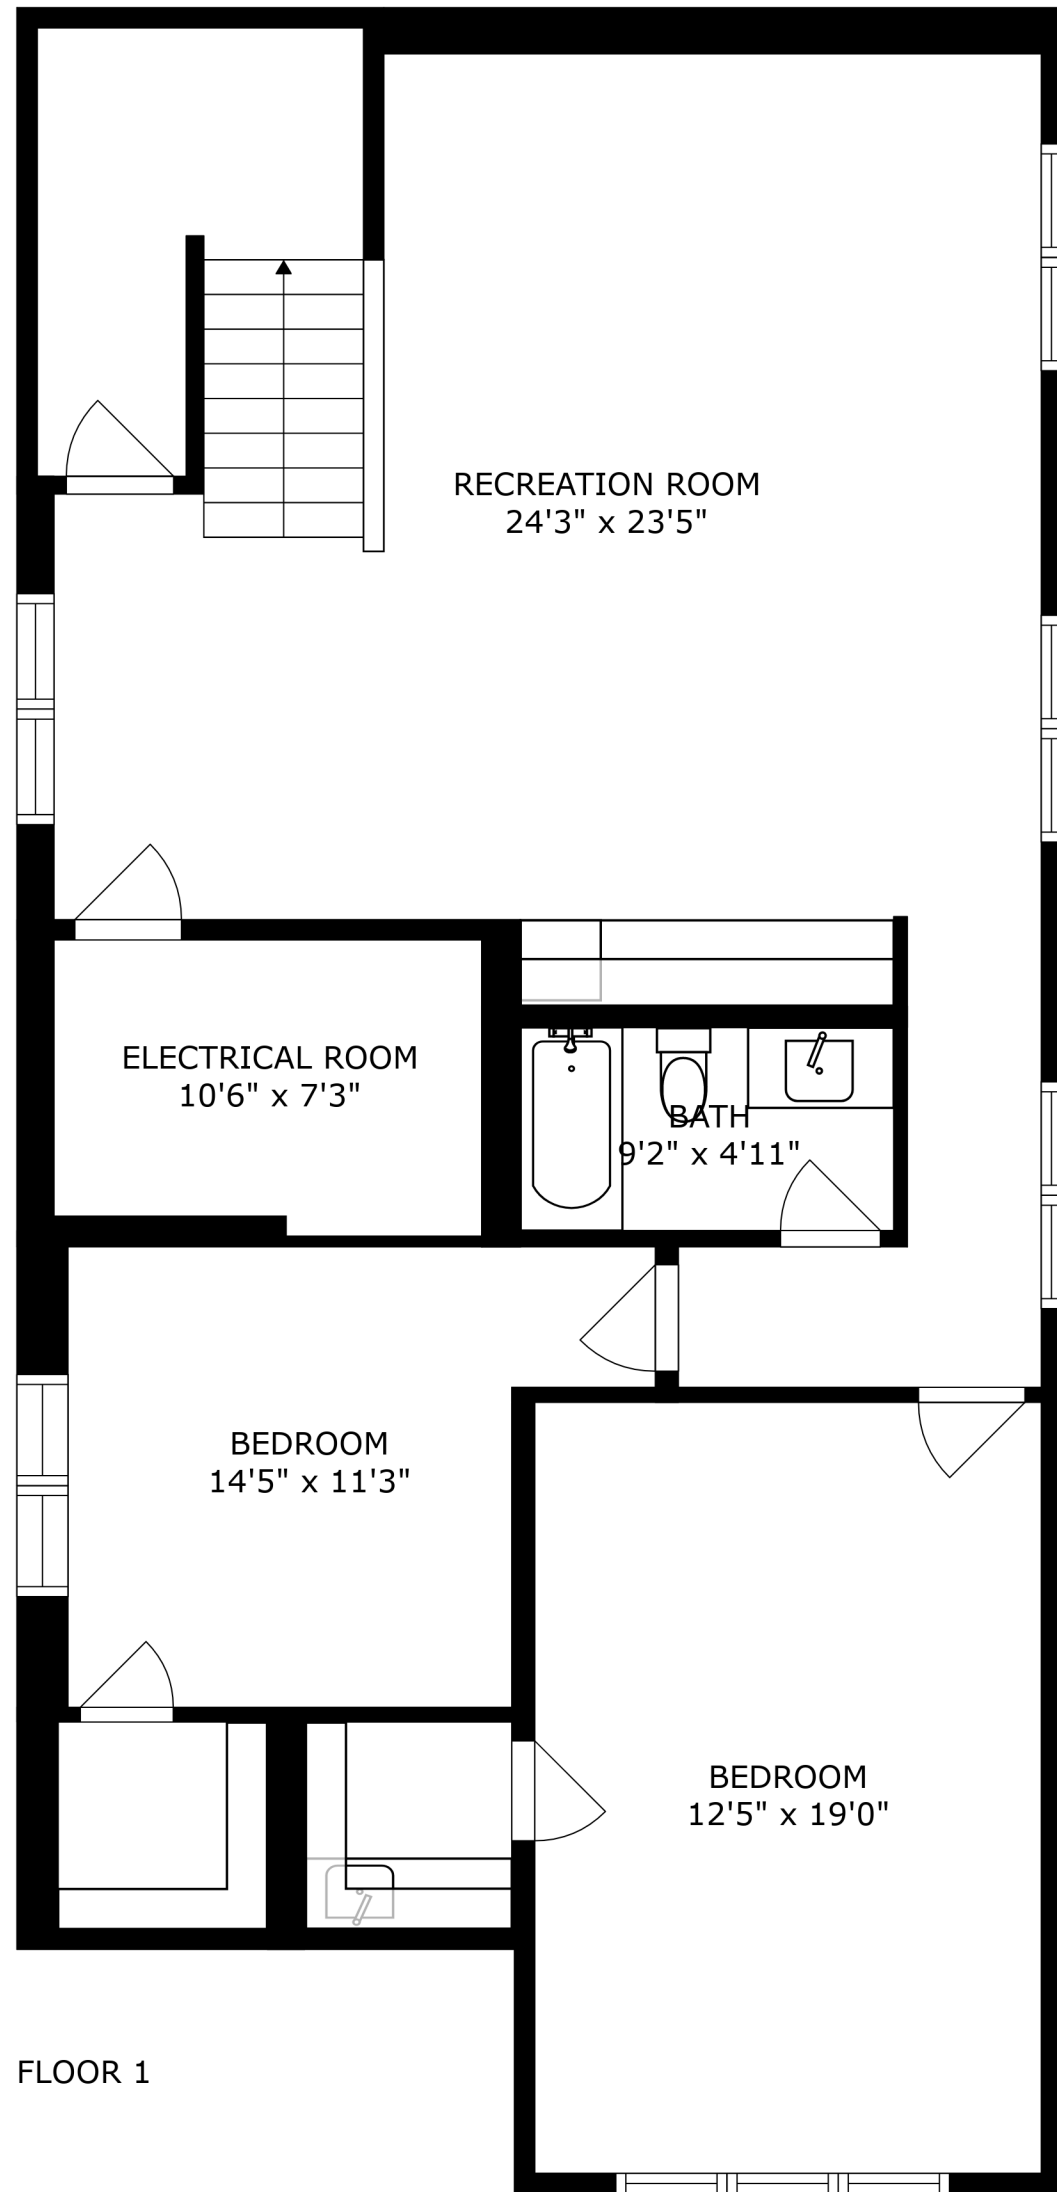 RECREATION ROOM
24'3" x 23'5"
ELECTRICAL ROOM
10'6" x 7'3"
BATH
9'2" x 4'11"
BEDROOM
14'5" x 11'3"
BEDROOM
12'5" x 19'0"
FLOOR 1